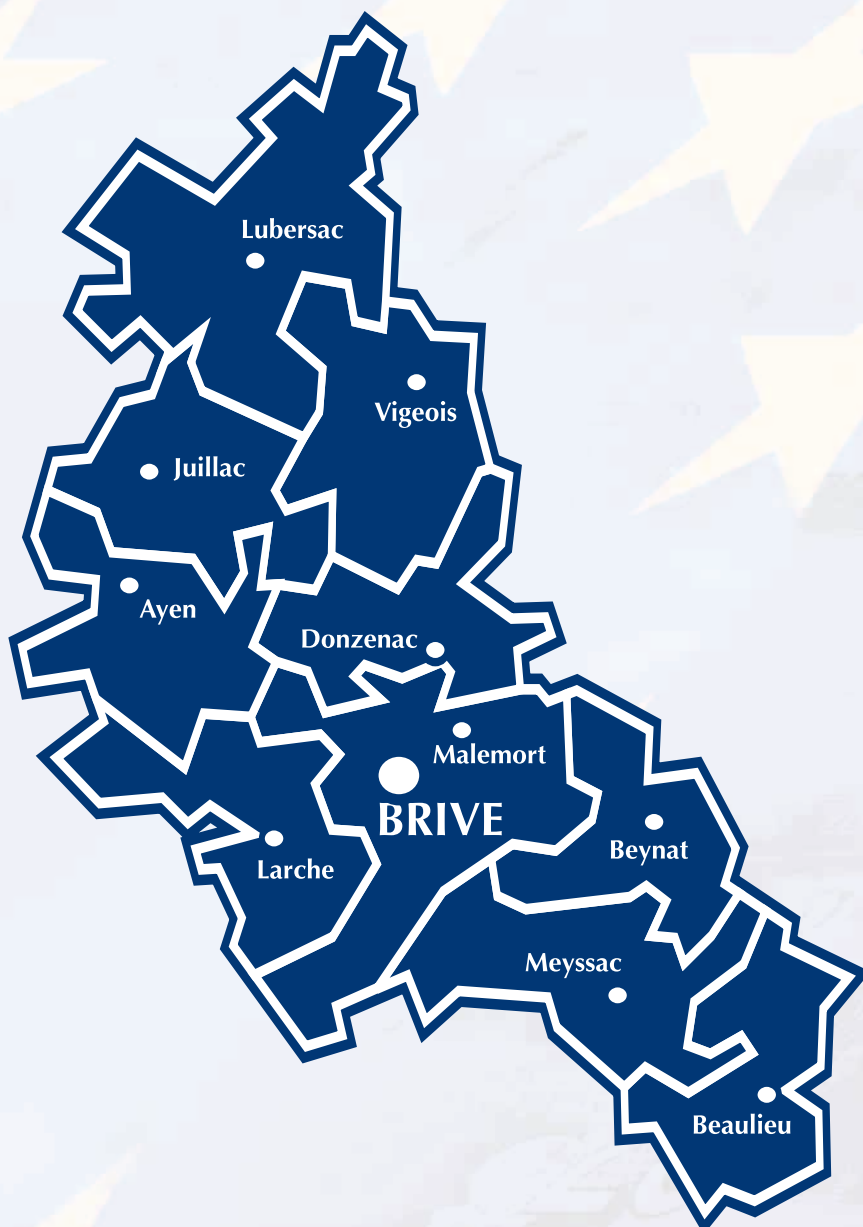 Lubersac
Vigeois
Juillac
Ayen
Donzenac
Malemort
BRIVE
Beynat
Larche
Meyssac
Beaulieu